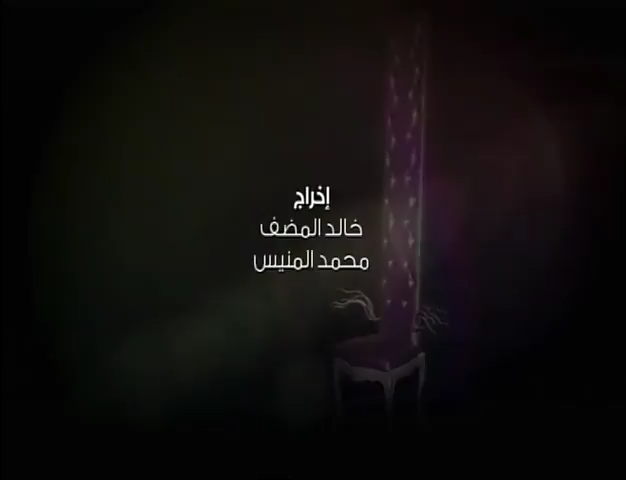 إخراج
خالد المضف
محمد المنيس